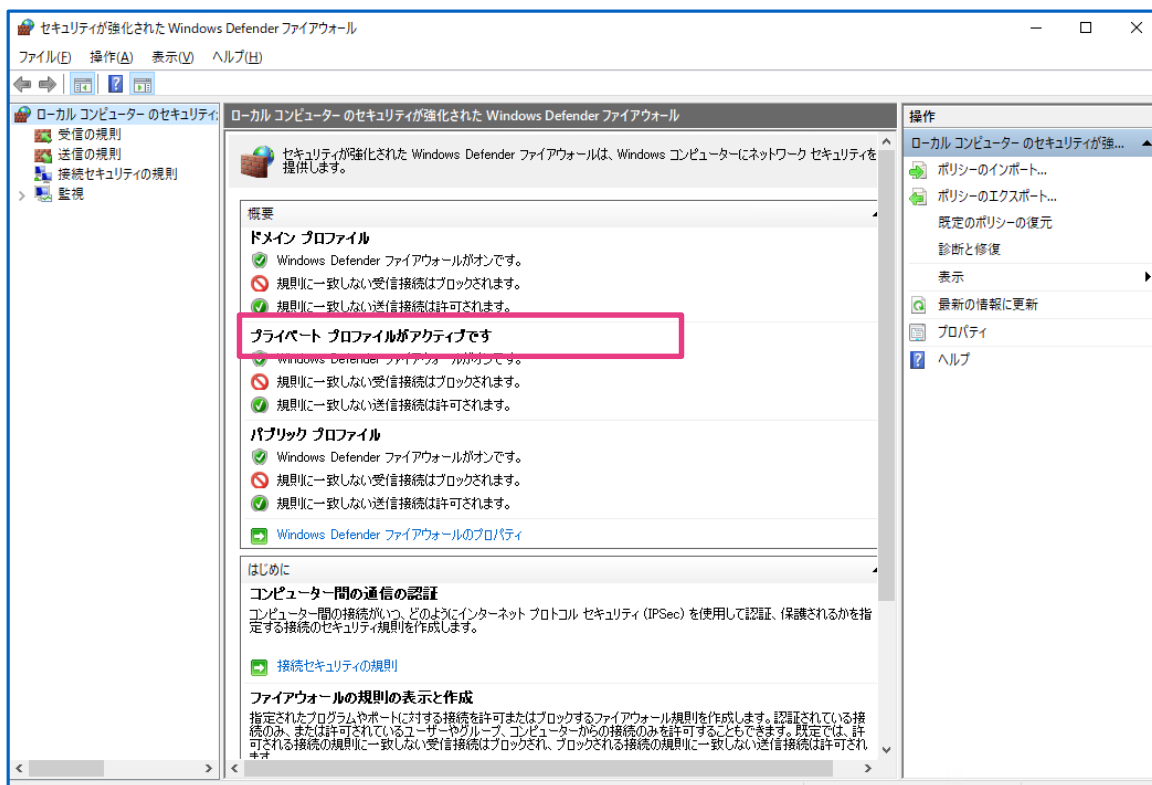 セキュリティが強化された Windows Defender ファイアウォール
ファイル(F) 操作(A) 表示(V) ヘルプ(H)
ローカル コンピューター のセキュリティ
受信の規則
送信の規則
接続セキュリティの規則
監視
ローカル コンピューター のセキュリティが強化された Windows Defender ファイアウォール
セキュリティが強化された Windows Defender ファイアウォールは、Windows コンピューターにネットワーク セキュリティを
提供します。
概要
ドメイン プロファイル
Windows Defender ファイアウォールがオンです。
規則に一致しない受信接続はブロックされます。
規則に一致しない送信接続は許可されます。
プライベート プロファイルがアクティブです
Windows Defender ファイアウォールがオンです。
規則に一致しない受信接続はブロックされます。
規則に一致しない送信接続は許可されます。
パブリック プロファイル
Windows Defender ファイアウォールがオンです。
規則に一致しない受信接続はブロックされます。
規則に一致しない送信接続は許可されます。
Windows Defender ファイアウォールのプロパティ
はじめに
コンピューター間の通信の認証
コンピューター間の接続がいつ、どのようにインターネット プロトコル セキュリティ (IPSec) を使用して認証、保護されるかを指
定する接続のセキュリティ規則を作成します。
接続セキュリティの規則
ファイアウォールの規則の表示と作成
指定されたプログラムやポートに対する接続を許可またはブロックするファイアウォール規則を作成します。認証されている接
続のみ、または許可されているユーザーやグループ、コンピューターからの接続のみを許可することもできます。既定では、許
可される接続の規則に一致しない受信接続はブロックされ、ブロックされる接続の規則に一致しない送信接続は許可され
ます
操作
ローカル コンピューター のセキュリティが強...
ポリシーのインポート...
ポリシーのエクスポート...
既定のポリシーの復元
診断と修復
表示
最新の情報に更新
プロパティ
ヘルプ